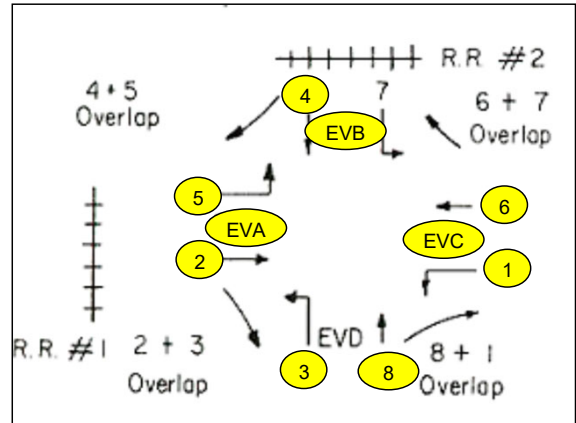 R.R. #2
4 + 5
Overlap
4
7
6 + 7
Overlap
EVB
5
6
EVA
EVC
2
1
R.R. #1
2 + 3
Overlap
EVD
3
8
8 + 1
Overlap